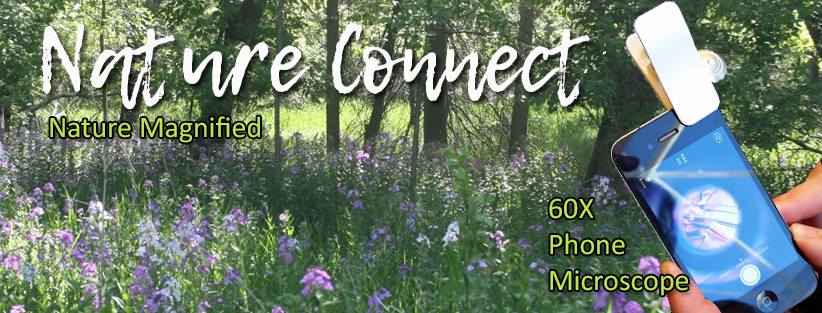 Nature Connect
Nature Magnified
60X
Phone
Microscope